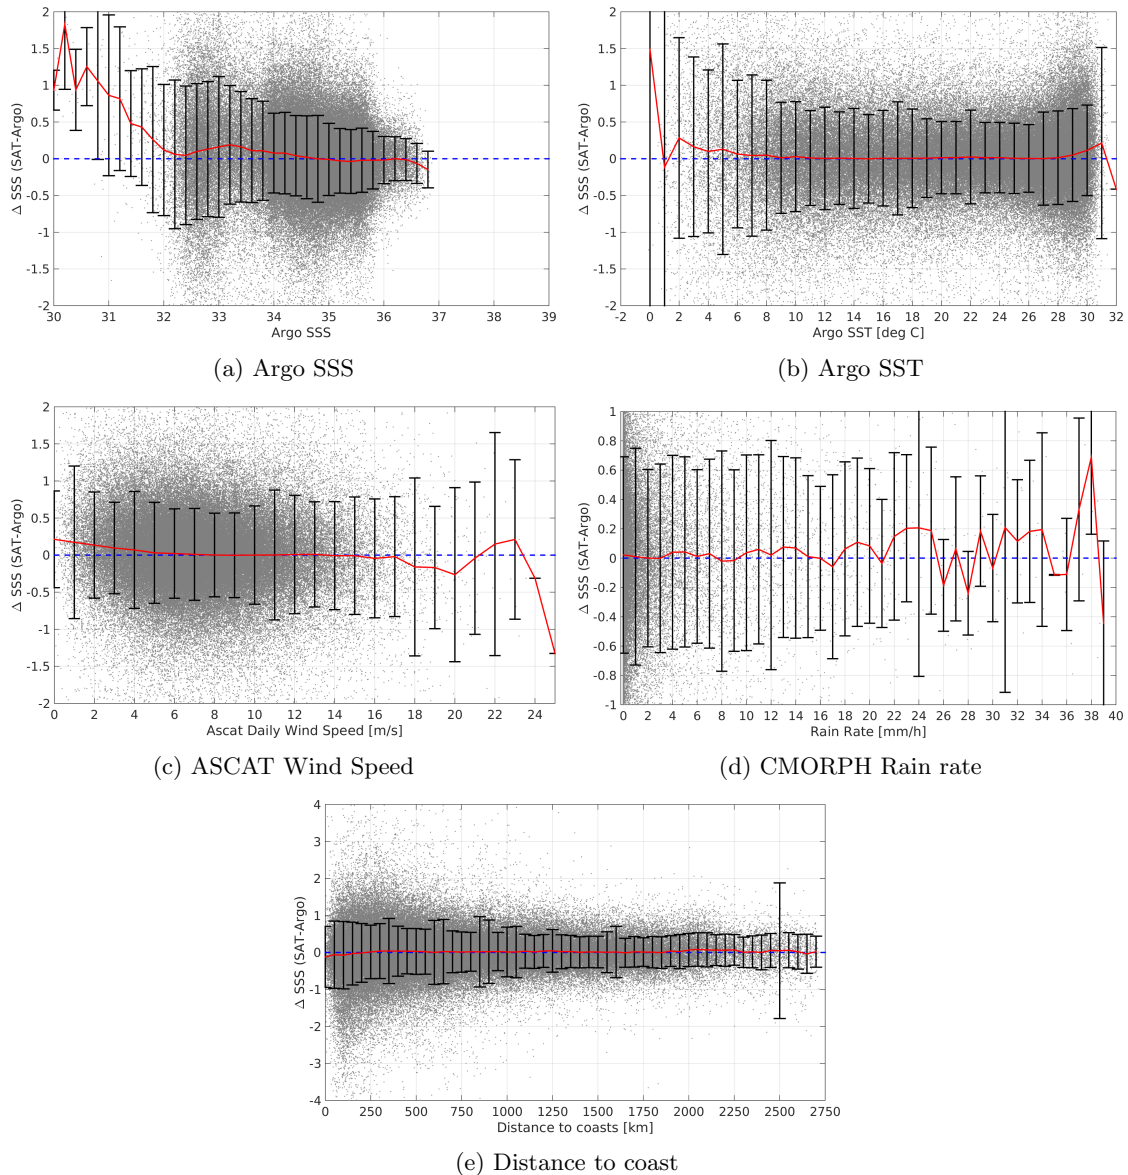 2
1.5
1
0.5
0
-0.5
-1
-1.5
-2
Δ SSS (SAT-Argo)
30 31 32 33 34 35 36 37 38 39
Argo SSS
(a) Argo SSS
2
1.5
1
0.5
0
-0.5
-1
-1.5
-2
Δ SSS (SAT-Argo)
-2 0 2 4 6 8 10 12 14 16 18 20 22 24 26 28 30 32
Argo SST [deg C]
(b) Argo SST
2
1.5
1
0.5
0
-0.5
-1
-1.5
-2
Δ SSS (SAT-Argo)
0 2 4 6 8 10 12 14 16 18 20 22 24
Ascat Daily Wind Speed [m/s]
(c) ASCAT Wind Speed
1
0.8
0.6
0.4
0.2
0
-0.2
-0.4
-0.6
-0.8
-1
Δ SSS (SAT-Argo)
0 2 4 6 8 10 12 14 16 18 20 22 24 26 28 30 32 34 36 38 40
Rain Rate [mm/h]
(d) CMORPH Rain rate
4
3
2
1
0
-1
-2
-3
-4
Δ SSS (SAT-Argo)
0 250 500 750 1000 1250 1500 1750 2000 2250 2500 2750
Distance to coasts [km]
(e) Distance to coast